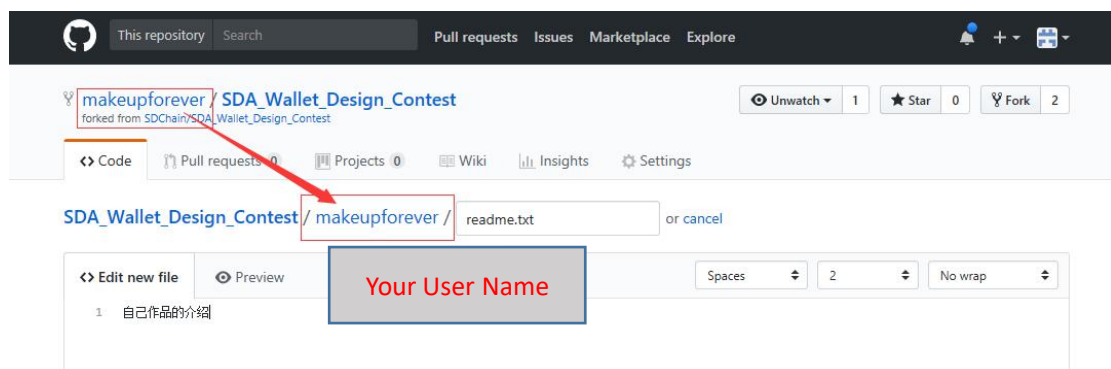 This repository Search Pull requests Issues Marketplace Explore
makeupforever / SDA_Wallet_Design_Contest Unwatch 1 Star 0 Fork 2
forked from SDChain/SDA_Wallet_Design_Contest
Code Pull requests 0 Projects 0 Wiki Insights Settings
SDA_Wallet_Design_Contest / makeupforever / readme.txt or cancel
Edit new file Preview Spaces 2 No wrap
Your User Name
1 自己作品的介绍